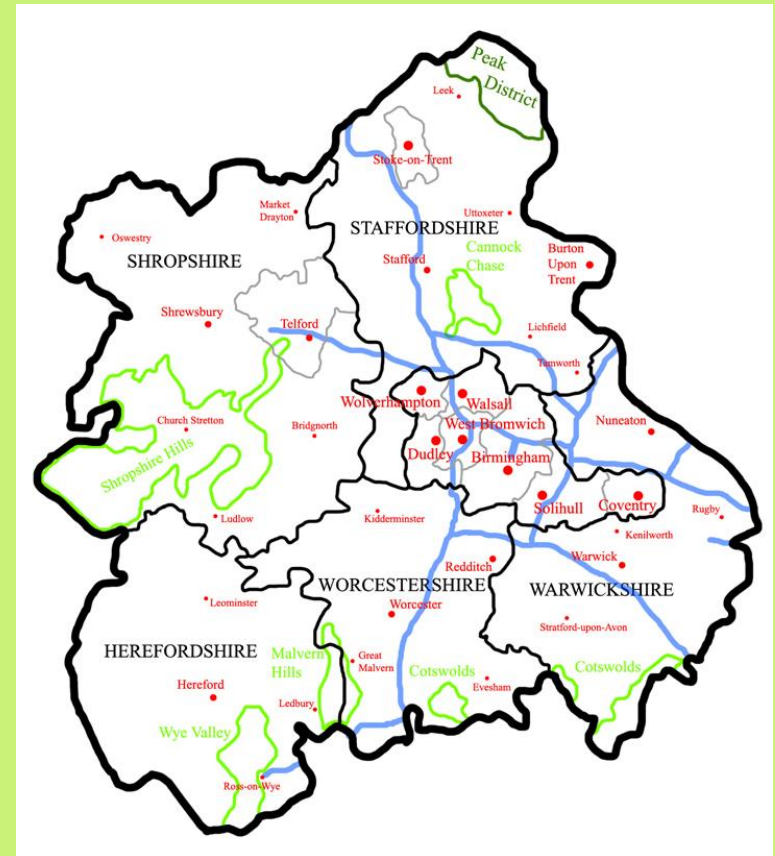 Peak
District
Leek
Stoke-on-Trent
Market
Drayton
Uttoxeter
STAFFORDSHIRE
Oswestry
Cannock
Chase
Burton
Upon
Trent
SHROPSHIRE
Stafford
Shrewsbury
Telford
Lichfield
Tamworth
Wolverhampton
Walsall
Church Stretton
Bridgnorth
West Bromwich
Nuneaton
Dudley
Birmingham
Shropshire Hills
Solihull
Coventry
Rugby
Ludlow
Kidderminster
Kenilworth
Redditch
Warwick
WORCESTERSHIRE
WARWICKSHIRE
Leominster
Worcester
Stratford-upon-Avon
HEREFORDSHIRE
Malvern
Hills
Great
Malvern
Cotswolds
Cotswolds
Hereford
Evesham
Ledbury
Wye Valley
Ross-on-Wye